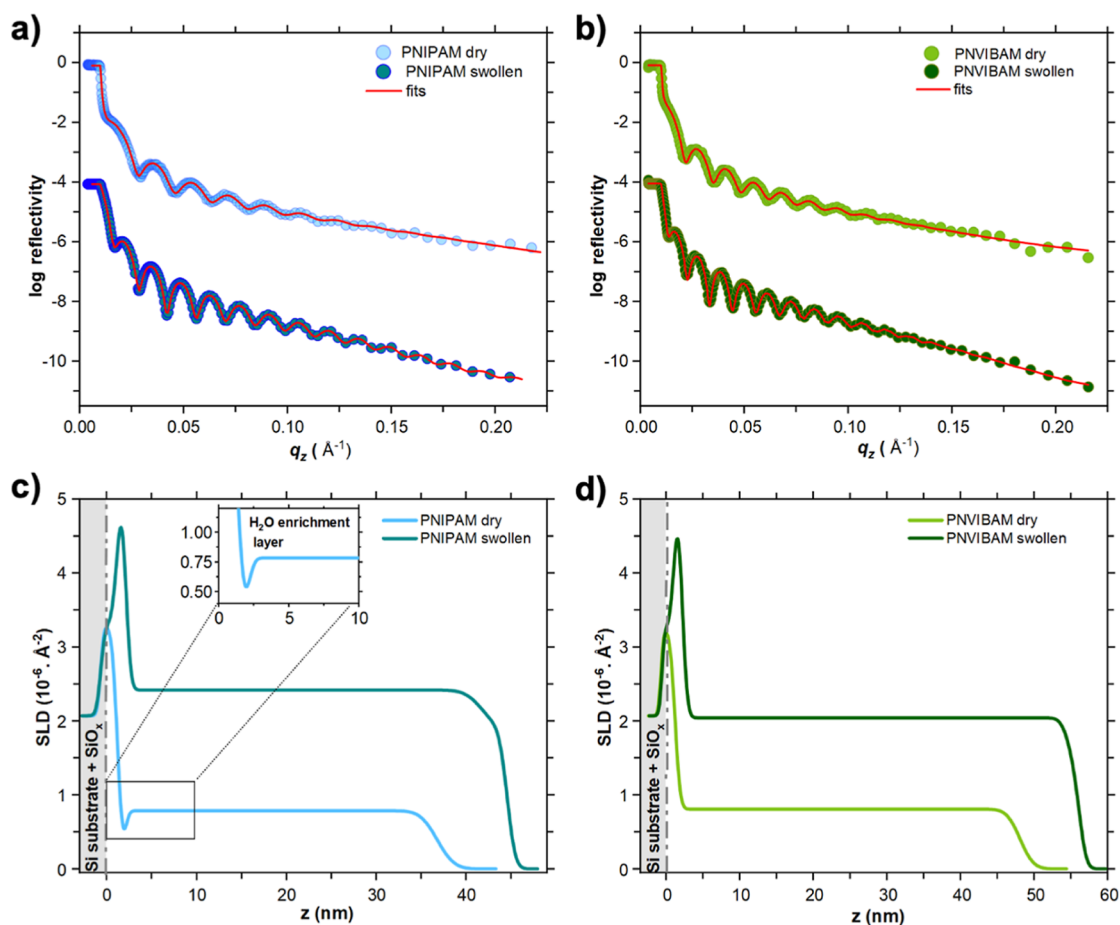 a)
PNIPAM dry
PNIPAM swollen
fits
log reflectivity
0
-2
-4
-6
-8
-10
0.00 0.05 0.10 0.15 0.20
qz ( Å-1)
b)
PNVIBAM dry
PNVIBAM swollen
fits
log reflectivity
0
-2
-4
-6
-8
-10
0.00 0.05 0.10 0.15 0.20
qz ( Å-1)
c)
PNIPAM dry
PNIPAM swollen
H2O enrichment
layer
1.00
0.75
0.50
0 5 10
SLD (10-6. Å-2)
5
4
3
2
1
0
Si substrate + SiOx
0 10 20 30 40
z (nm)
d)
PNVIBAM dry
PNVIBAM swollen
SLD (10-6. Å-2)
5
4
3
2
1
0
Si substrate + SiOx
0 10 20 30 40 50 60
z (nm)